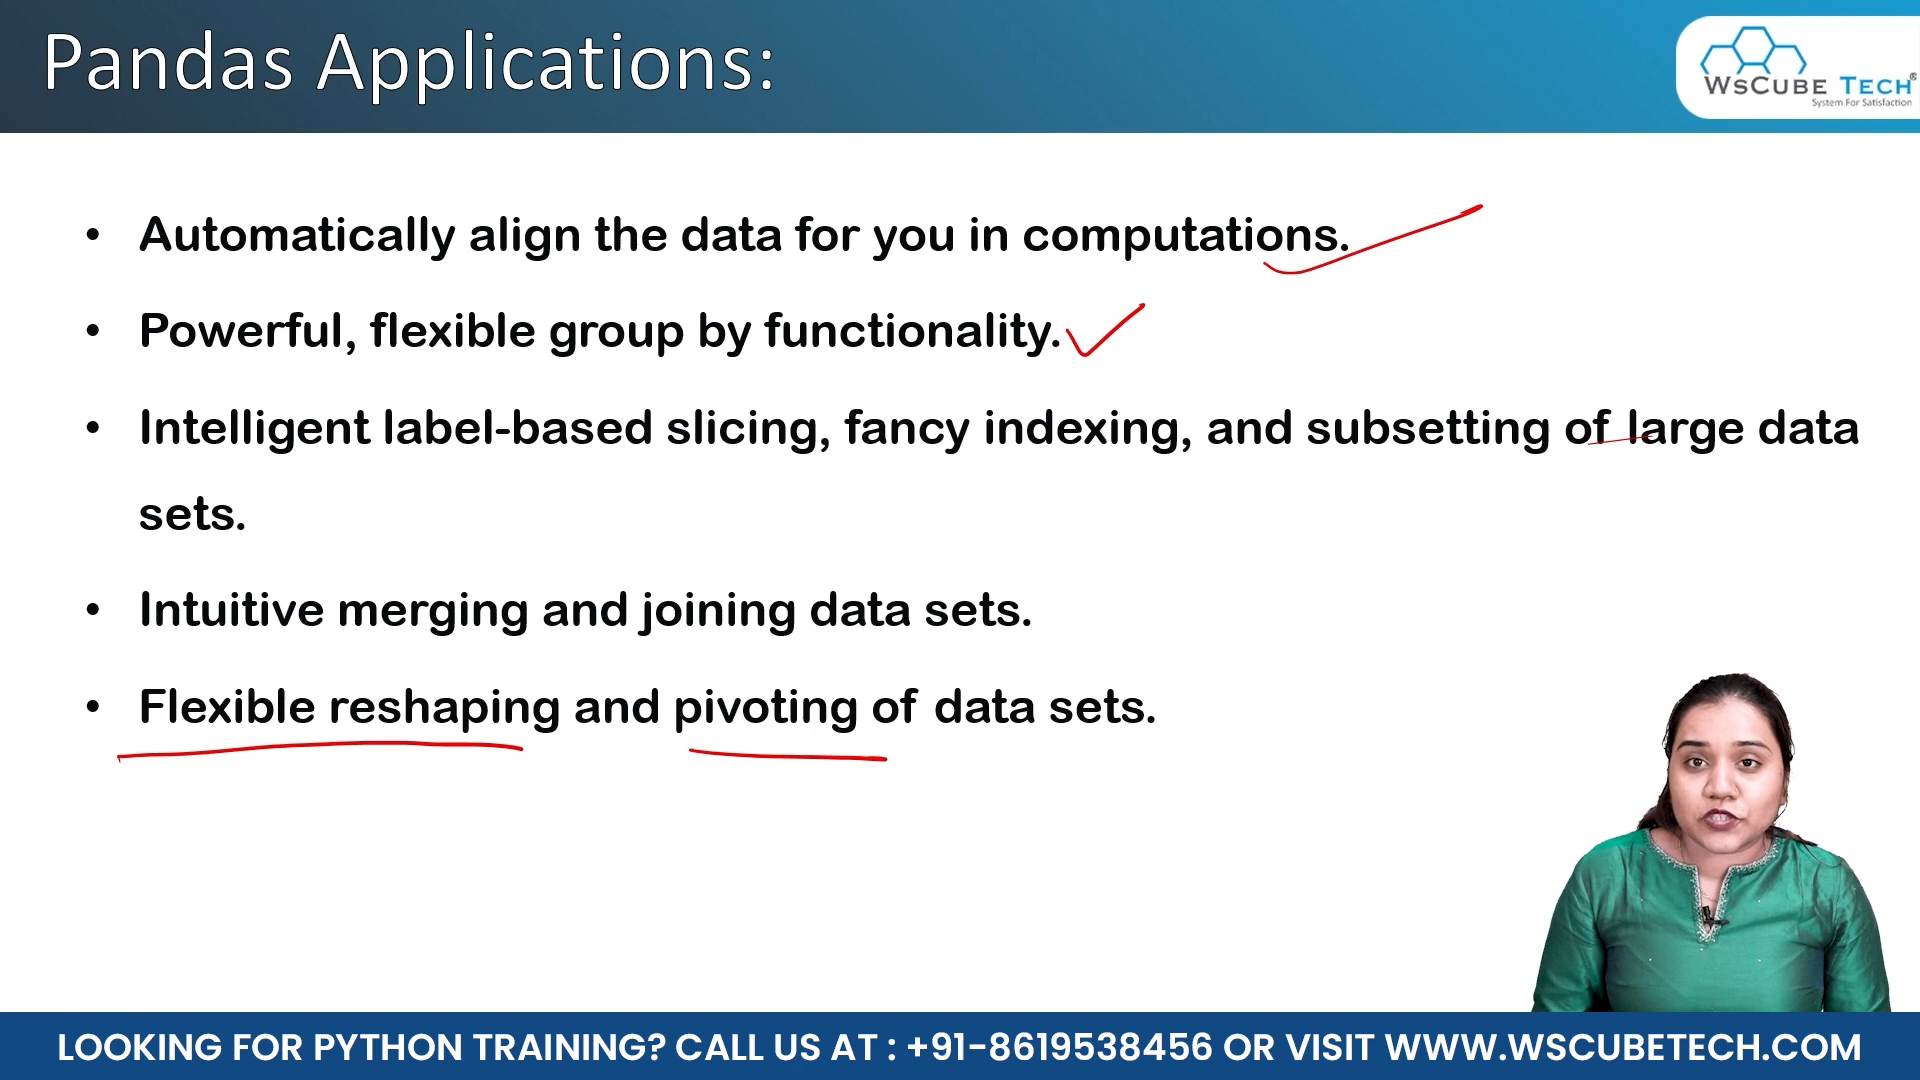 Pandas Applications:
WSCUBE TECH®
System For Satisfaction
• Automatically align the data for you in computations.
• Powerful, flexible group by functionality.
• Intelligent label-based slicing, fancy indexing, and subsetting of large data
sets.
• Intuitive merging and joining data sets.
• Flexible reshaping and pivoting of data sets.
LOOKING FOR PYTHON TRAINING? CALL US AT : +91-8619538456 OR VISIT WWW.WSCUBETECH.COM